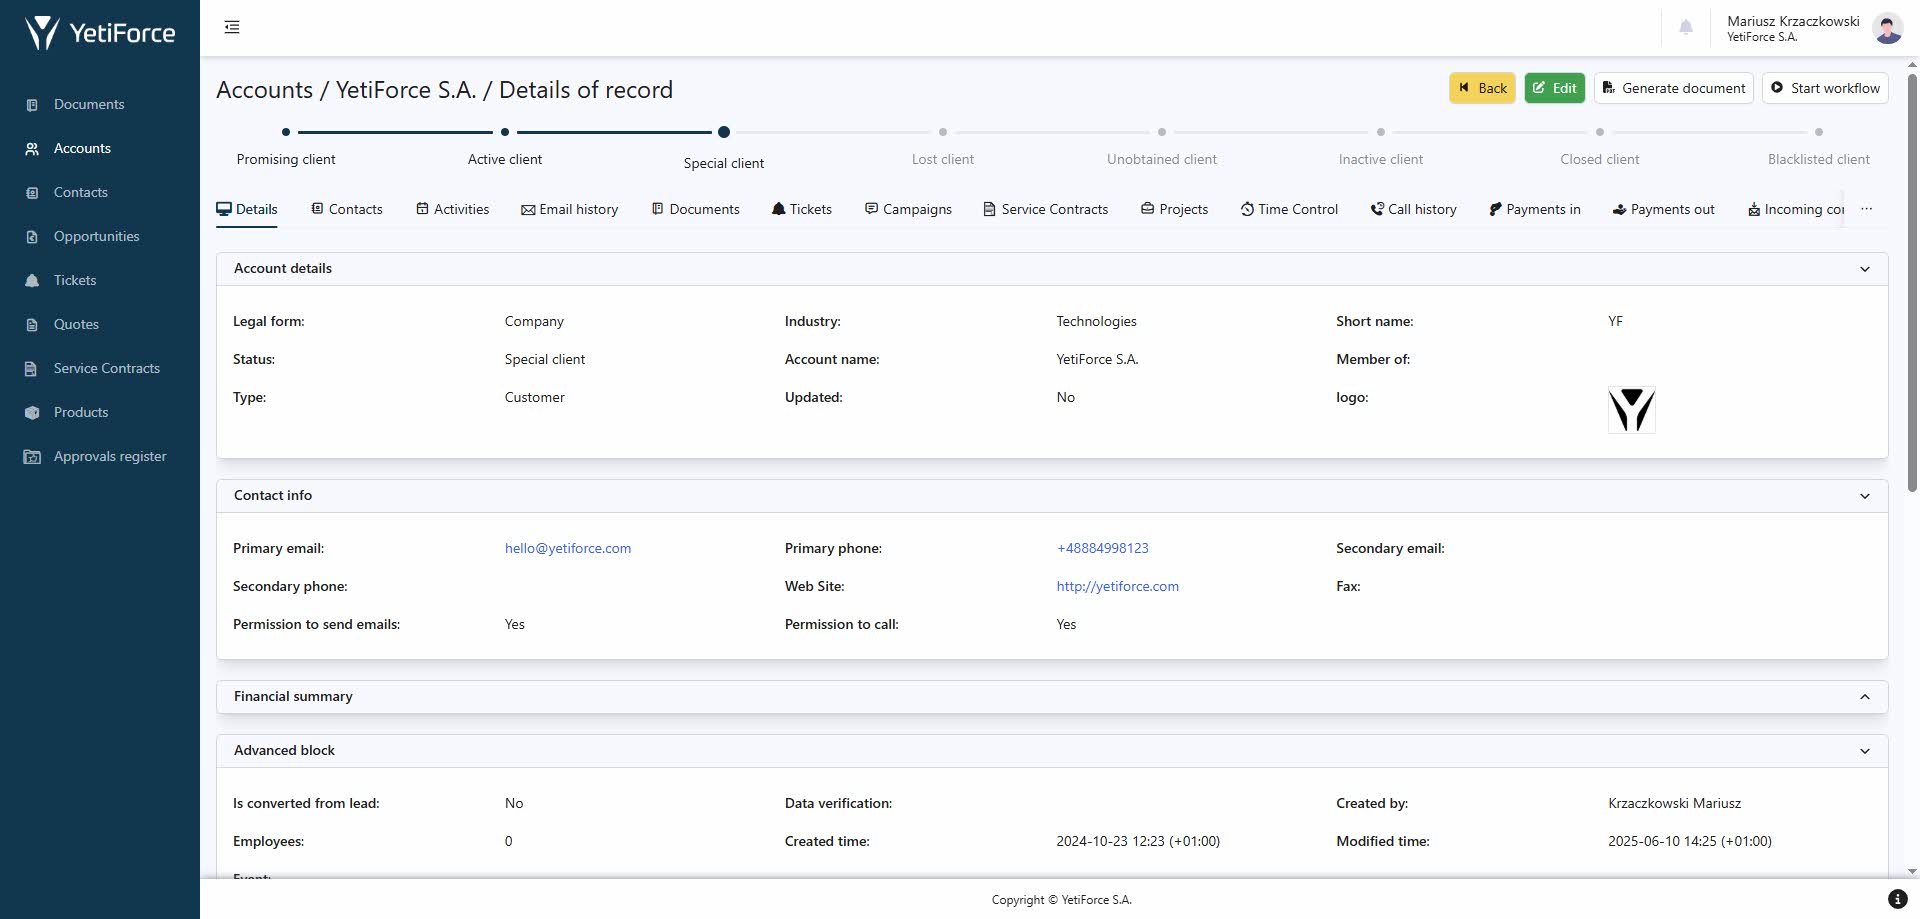 YetiForce
Mariusz Krzaczkowski
YetiForce S.A.
Documents
Accounts
Contacts
Opportunities
Tickets
Quotes
Service Contracts
Products
Approvals register
Accounts / YetiForce S.A. / Details of record
Back
Edit
Generate document
Start workflow
Promising client
Active client
Special client
Lost client
Unobtained client
Inactive client
Closed client
Blacklisted client
Details
Contacts
Activities
Email history
Documents
Tickets
Campaigns
Service Contracts
Projects
Time Control
Call history
Payments in
Payments out
Incoming
Account details
Legal form: Company Industry: Technologies Short name: YF
Status: Special client Account name: YetiForce S.A. Member of:
Type: Customer Updated: No logo:
Contact info
Primary email: hello@yetiforce.com Primary phone: +48884998123 Secondary email:
Secondary phone: Web Site: http://yetiforce.com Fax:
Permission to send emails: Yes Permission to call: Yes
Financial summary
Advanced block
Is converted from lead: No Data verification: Created by: Krzaczkowski Mariusz
Employees: 0 Created time: 2024-10-23 12:23 (+01:00) Modified time: 2025-06-10 14:25 (+01:00)
Copyright © YetiForce S.A.